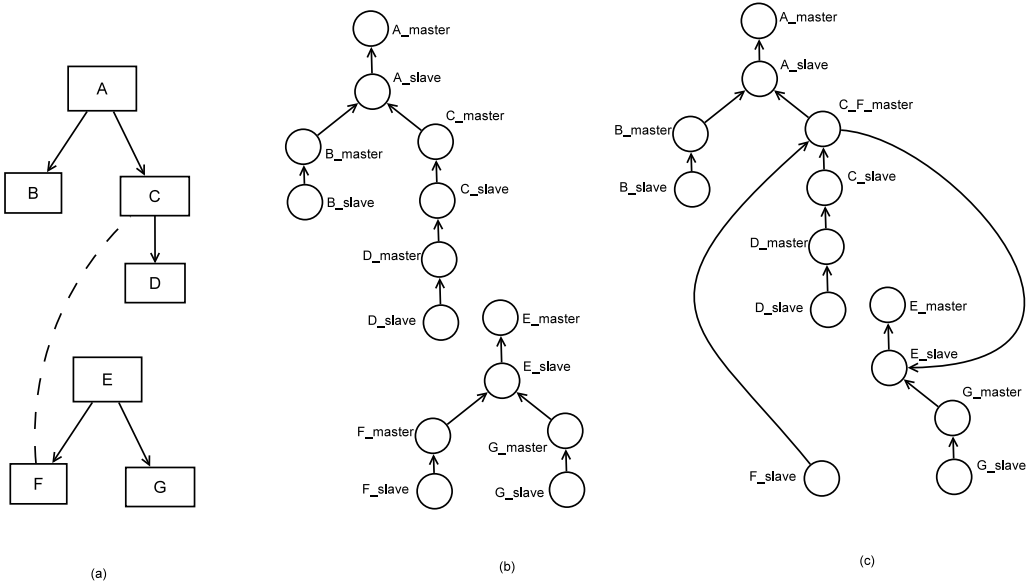 A
B
C
D
E
F
G
(a)
A_master
A_slave
C_master
B_master
C_slave
B_slave
D_master
D_slave
E_master
E_slave
F_master
G_master
F_slave
G_slave
(b)
A_master
A_slave
C_F_master
B_master
C_slave
B_slave
D_master
D_slave
E_master
E_slave
G_master
F_slave
G_slave
(c)